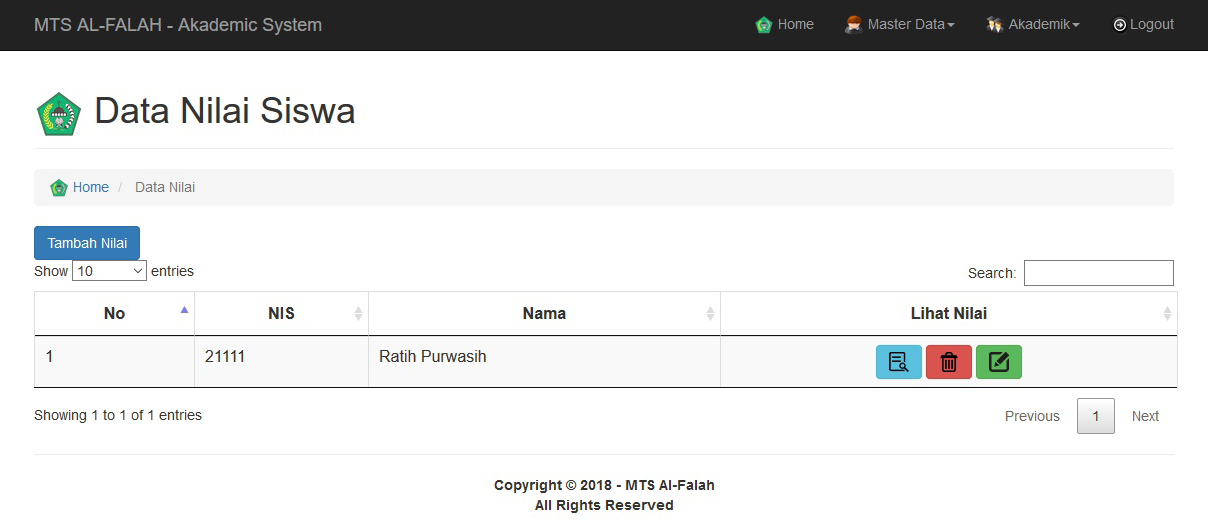 MTS AL-FALAH - Akademic System Home Master Data Akademik Logout
Data Nilai Siswa
Home / Data Nilai
Tambah Nilai
Show 10 entries Search:
No NIS Nama Lihat Nilai
1 21111 Ratih Purwasih
Showing 1 to 1 of 1 entries Previous 1 Next
Copyright © 2018 - MTS Al-Falah
All Rights Reserved